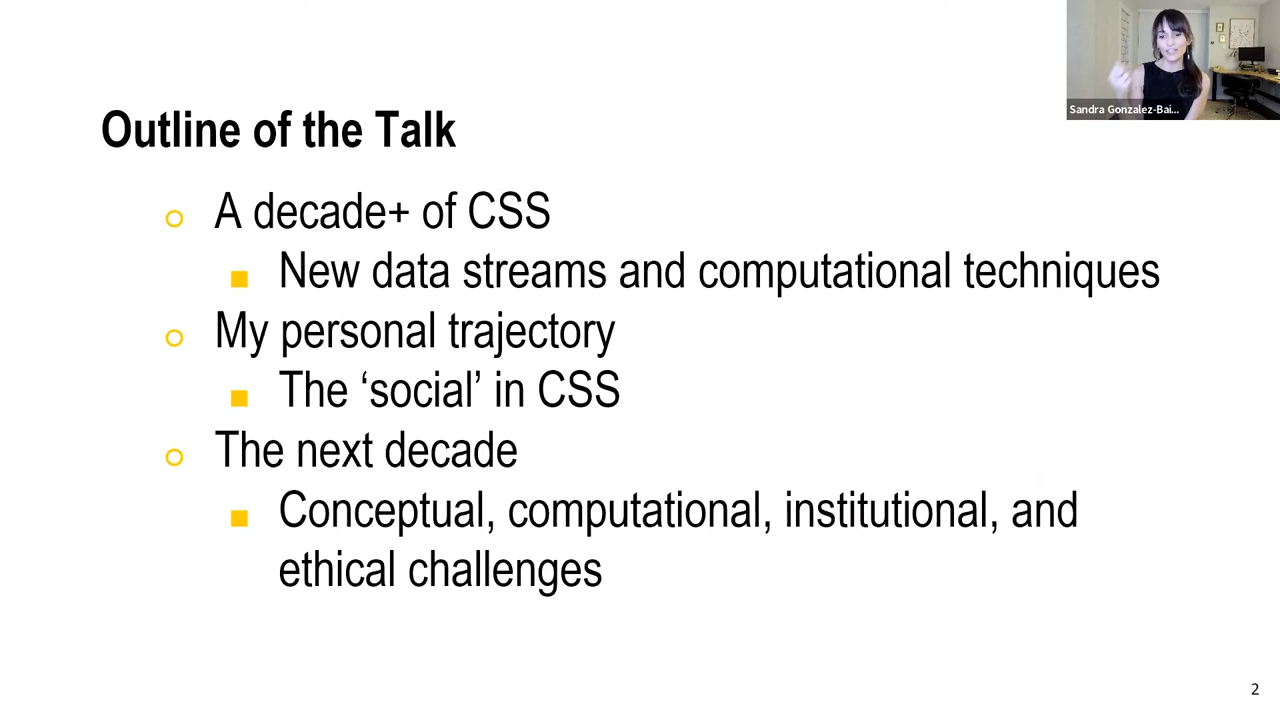 Sandra Gonzalez-Bai...
Outline of the Talk
A decade+ of CSS
New data streams and computational techniques
My personal trajectory
The ‘social’ in CSS
The next decade
Conceptual, computational, institutional, and
ethical challenges
2